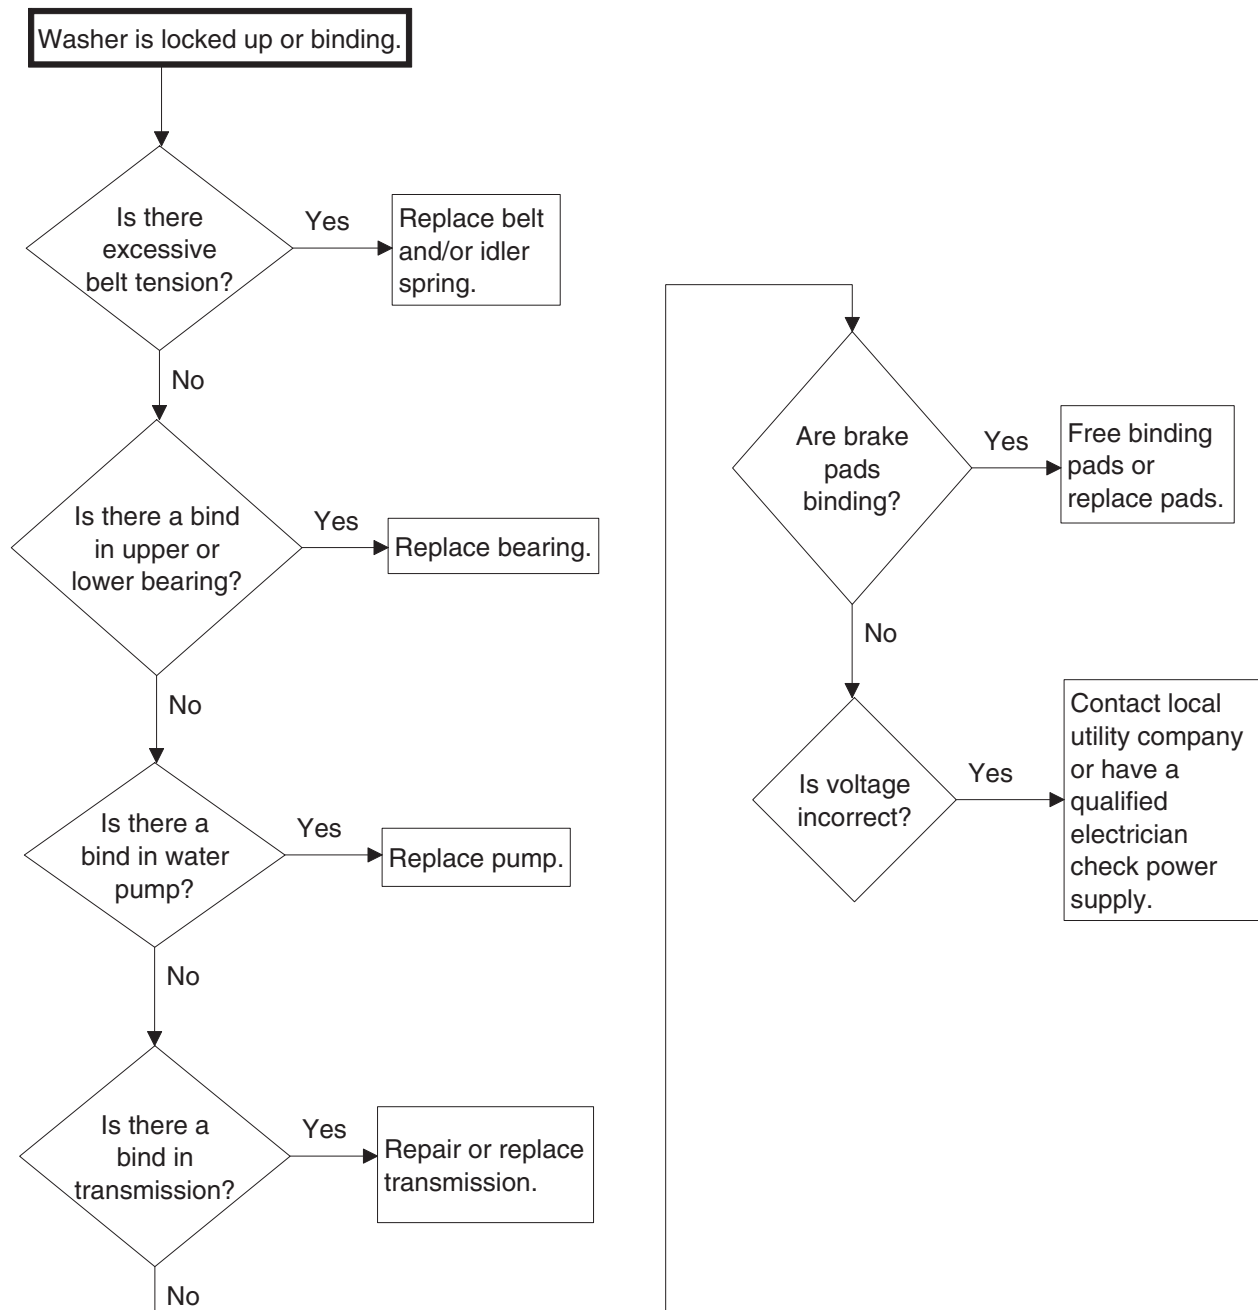 Washer is locked up or binding.
Is there
excessive
belt tension?
Yes
Replace belt
and/or idler
spring.
No
Is there a bind
in upper or
lower bearing?
Yes
Replace bearing.
No
Is there a
bind in water
pump?
Yes
Replace pump.
No
Is there a
bind in
transmission?
Yes
Repair or replace
transmission.
No
Are brake
pads
binding?
Yes
Free binding
pads or
replace pads.
No
Is voltage
incorrect?
Yes
Contact local
utility company
or have a
qualified
electrician
check power
supply.